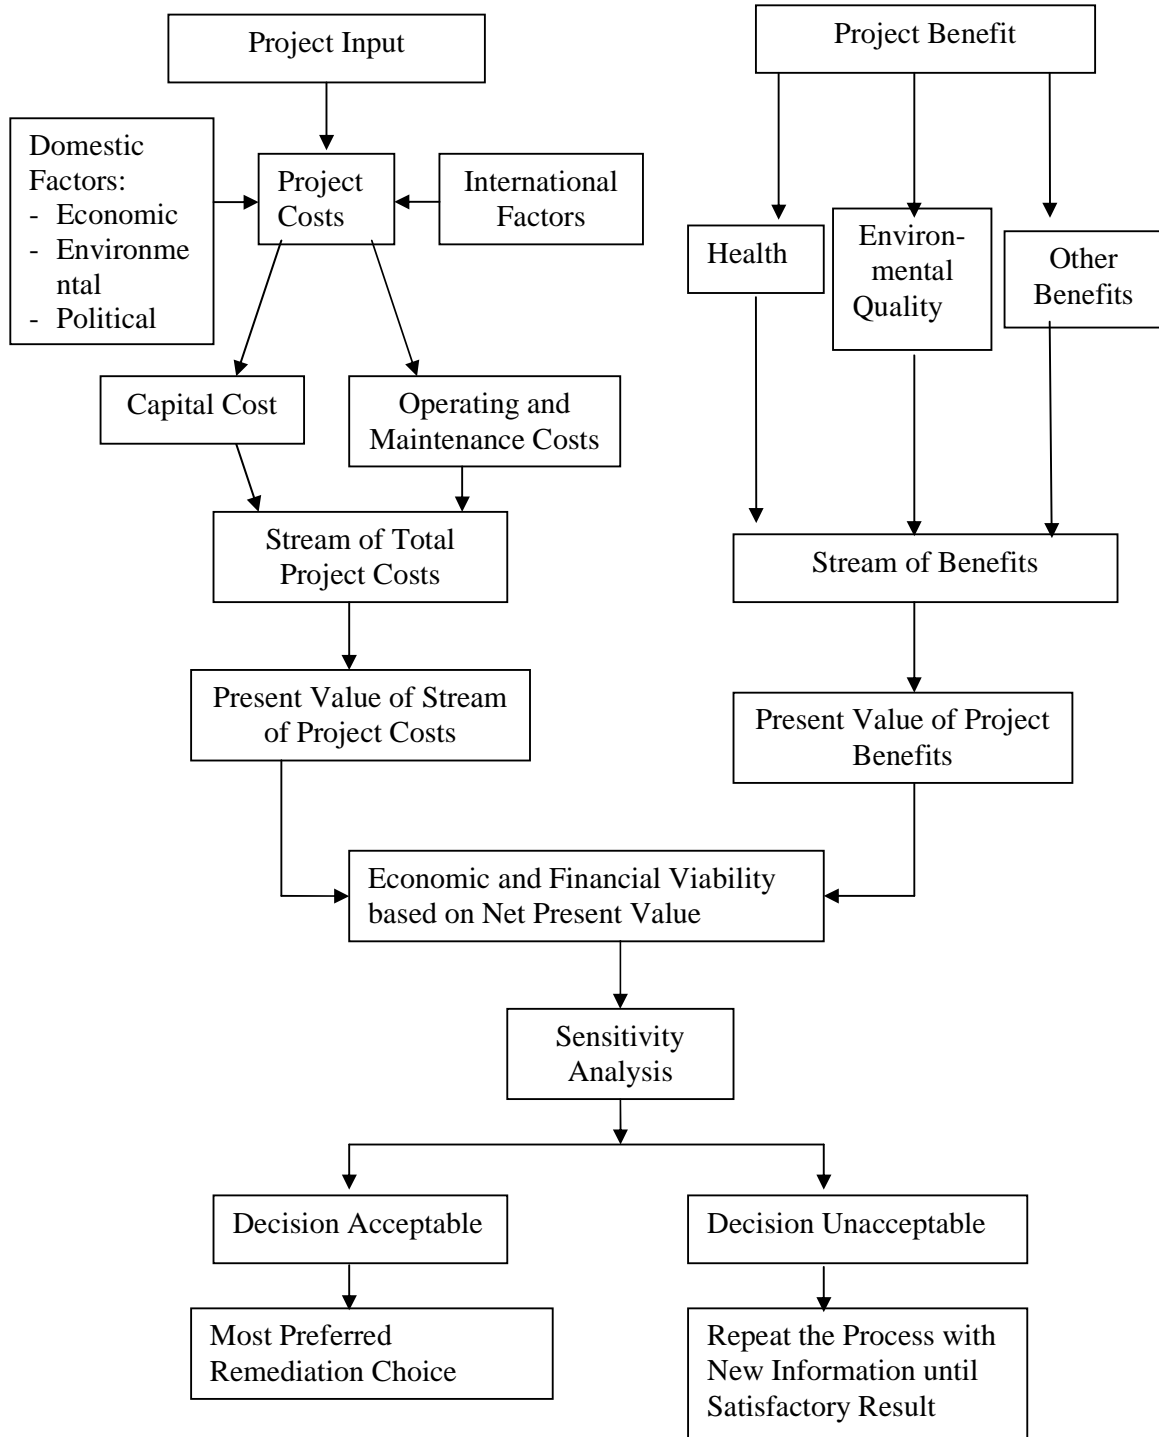 Project Input
Project Benefit
Domestic
Factors:
- Economic
- Environme
ntal
- Political
Project
Costs
International
Factors
Health
Environ-
mental
Quality
Other
Benefits
Capital Cost
Operating and
Maintenance Costs
Stream of Total
Project Costs
Stream of Benefits
Present Value of Stream
of Project Costs
Present Value of Project
Benefits
Economic and Financial Viability
based on Net Present Value
Sensitivity
Analysis
Decision Acceptable
Decision Unacceptable
Most Preferred
Remediation Choice
Repeat the Process with
New Information until
Satisfactory Result